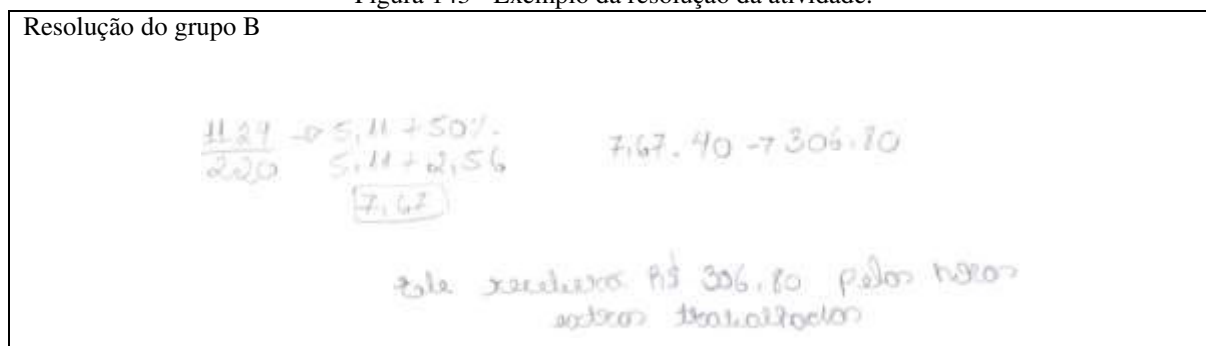 Figura 143 - Exemplo da resolução da atividade.
Resolução do grupo B
1129/220 → 5,11 + 50%.
5,11 + 2,56
7,67
7,67 . 40 → 306,80
Ele receberá R$ 306,80 pelas horas
extras trabalhadas